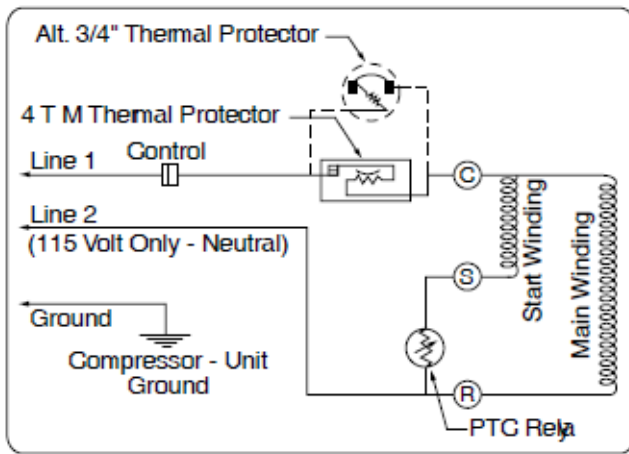 Alt. 3/4" Thermal Protector
4 T M Thermal Protector
Line 1
Control
C
Line 2
(115 Volt Only - Neutral)
S
Start Winding
Main Winding
Ground
Compressor - Unit
Ground
R
PTC Relay